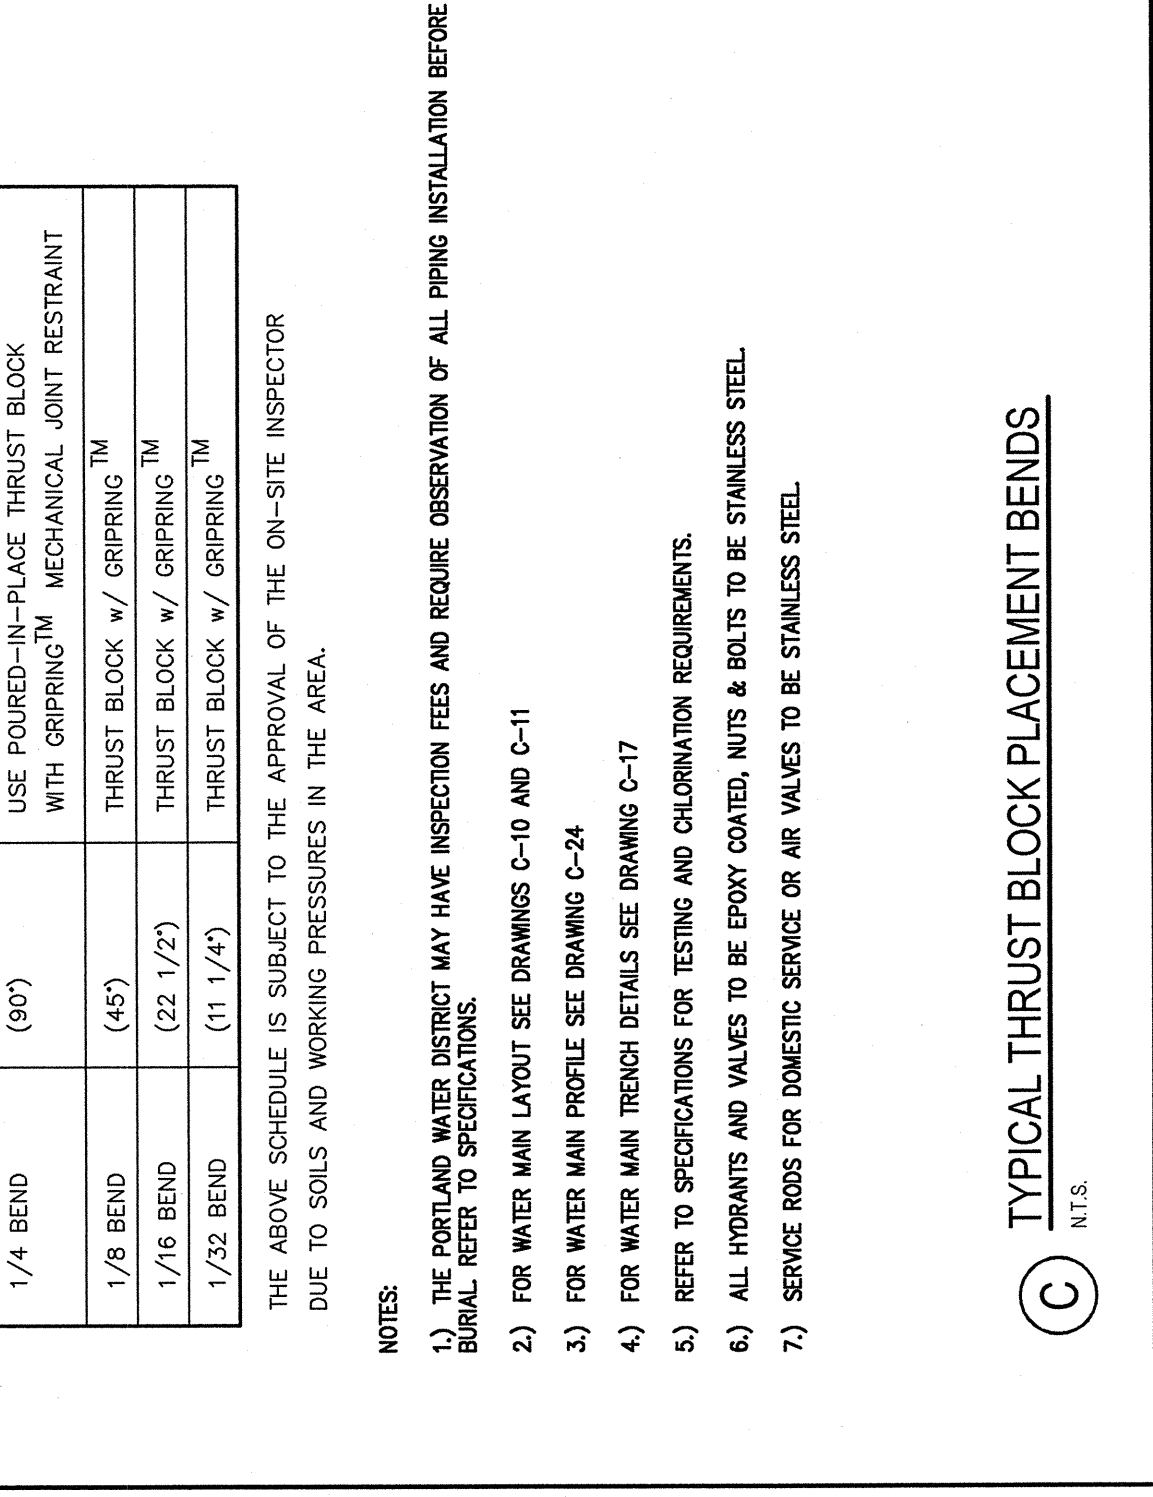 1/4 BEND (90°) USE POURED-IN-PLACE THRUST BLOCK
WITH GRIPRING™ MECHANICAL JOINT RESTRAINT
1/8 BEND (45°) THRUST BLOCK w/ GRIPRING™
1/16 BEND (22 1/2°) THRUST BLOCK w/ GRIPRING™
1/32 BEND (11 1/4°) THRUST BLOCK w/ GRIPRING™
THE ABOVE SCHEDULE IS SUBJECT TO THE APPROVAL OF THE ON-SITE INSPECTOR
DUE TO SOILS AND WORKING PRESSURES IN THE AREA.
NOTES:
1.) THE PORTLAND WATER DISTRICT MAY HAVE INSPECTION FEES AND REQUIRE OBSERVATION OF ALL PIPING INSTALLATION BEFORE
BURIAL. REFER TO SPECIFICATIONS.
2.) FOR WATER MAIN LAYOUT SEE DRAWINGS C-10 AND C-11
3.) FOR WATER MAIN PROFILE SEE DRAWING C-24
4.) FOR WATER MAIN TRENCH DETAILS SEE DRAWING C-17
5.) REFER TO SPECIFICATIONS FOR TESTING AND CHLORINATION REQUIREMENTS.
6.) ALL HYDRANTS AND VALVES TO BE EPOXY COATED, NUTS & BOLTS TO BE STAINLESS STEEL.
7.) SERVICE RODS FOR DOMESTIC SERVICE OR AIR VALVES TO BE STAINLESS STEEL.
C TYPICAL THRUST BLOCK PLACEMENT BENDS
N.T.S.